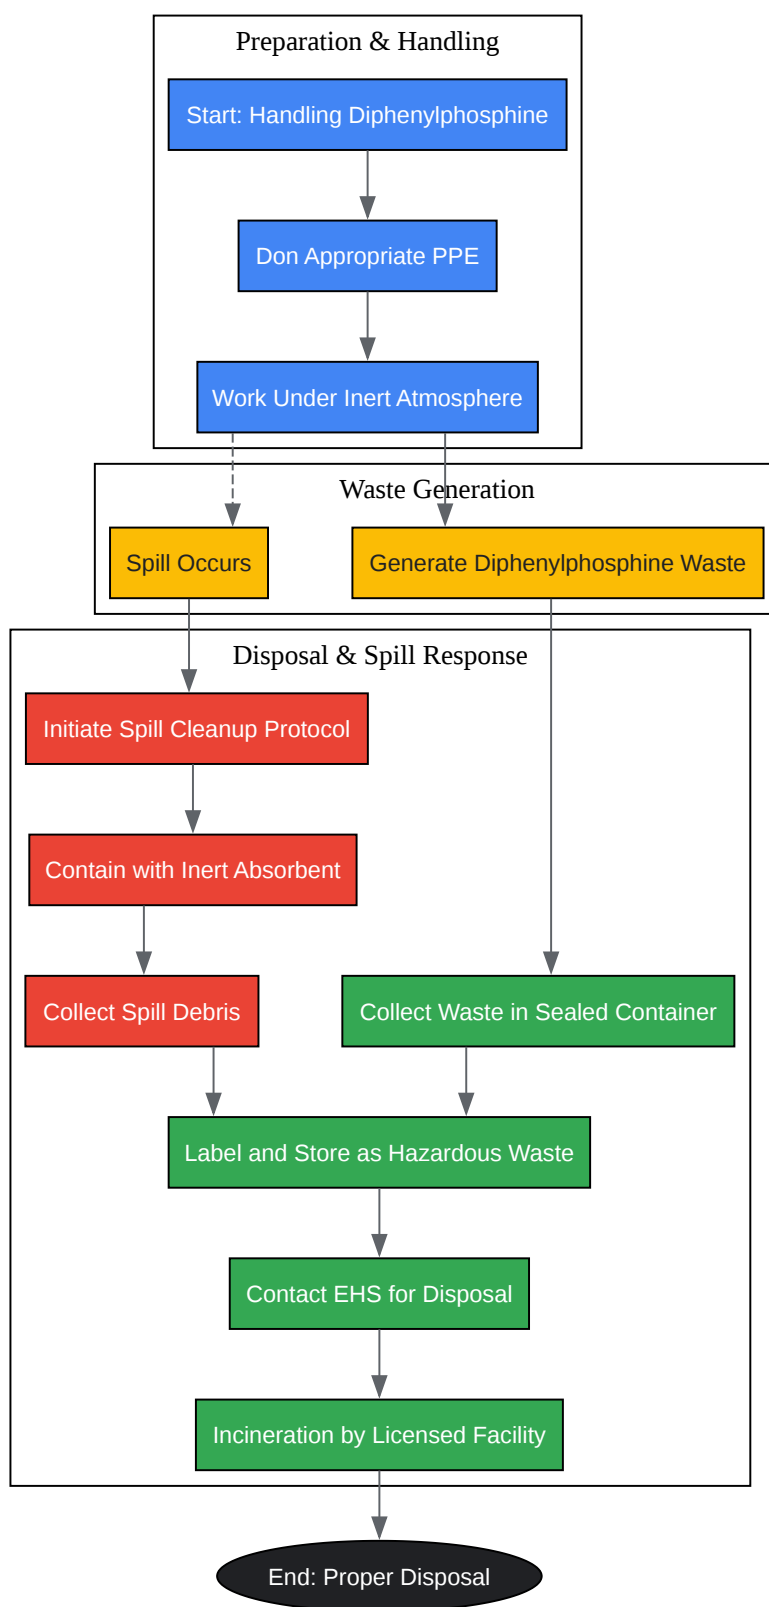 Preparation & Handling
Start: Handling Diphenylphosphine
Don Appropriate PPE
Work Under Inert Atmosphere
Waste Generation
Spill Occurs
Generate Diphenylphosphine Waste
Disposal & Spill Response
Initiate Spill Cleanup Protocol
Contain with Inert Absorbent
Collect Spill Debris
Collect Waste in Sealed Container
Label and Store as Hazardous Waste
Contact EHS for Disposal
Incineration by Licensed Facility
End: Proper Disposal